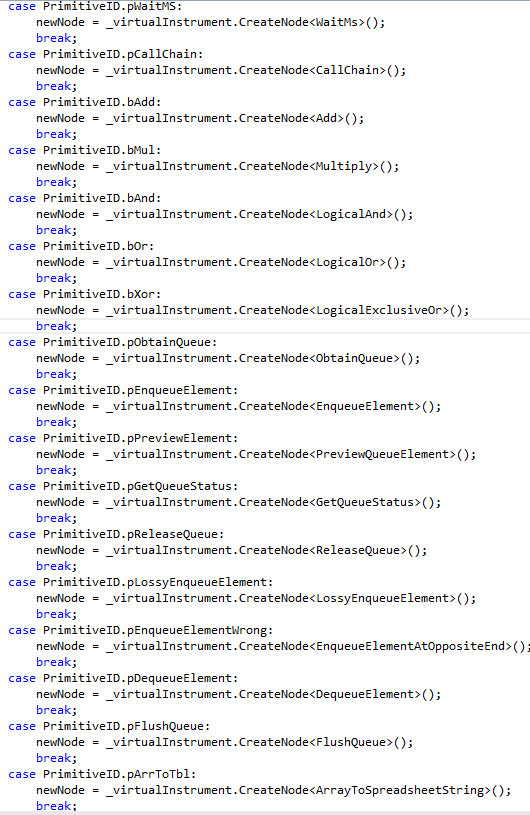 case PrimitiveID.pWaitMS:
    newNode = _virtualInstrument.CreateNode<WaitMs>();
    break;
case PrimitiveID.pCallChain:
    newNode = _virtualInstrument.CreateNode<CallChain>();
    break;
case PrimitiveID.bAdd:
    newNode = _virtualInstrument.CreateNode<Add>();
    break;
case PrimitiveID.bMul:
    newNode = _virtualInstrument.CreateNode<Multiply>();
    break;
case PrimitiveID.bAnd:
    newNode = _virtualInstrument.CreateNode<LogicalAnd>();
    break;
case PrimitiveID.bOr:
    newNode = _virtualInstrument.CreateNode<LogicalOr>();
    break;
case PrimitiveID.bXor:
    newNode = _virtualInstrument.CreateNode<LogicalExclusiveOr>();
    break;
case PrimitiveID.pObtainQueue:
    newNode = _virtualInstrument.CreateNode<ObtainQueue>();
    break;
case PrimitiveID.pEnqueueElement:
    newNode = _virtualInstrument.CreateNode<EnqueueElement>();
    break;
case PrimitiveID.pPreviewElement:
    newNode = _virtualInstrument.CreateNode<PreviewQueueElement>();
    break;
case PrimitiveID.pGetQueueStatus:
    newNode = _virtualInstrument.CreateNode<GetQueueStatus>();
    break;
case PrimitiveID.pReleaseQueue:
    newNode = _virtualInstrument.CreateNode<ReleaseQueue>();
    break;
case PrimitiveID.pLossyEnqueueElement:
    newNode = _virtualInstrument.CreateNode<LossyEnqueueElement>();
    break;
case PrimitiveID.pEnqueueElementWrong:
    newNode = _virtualInstrument.CreateNode<EnqueueElementAtOppositeEnd>();
    break;
case PrimitiveID.pDequeueElement:
    newNode = _virtualInstrument.CreateNode<DequeueElement>();
    break;
case PrimitiveID.pFlushQueue:
    newNode = _virtualInstrument.CreateNode<FlushQueue>();
    break;
case PrimitiveID.pArrToTbl:
    newNode = _virtualInstrument.CreateNode<ArrayToSpreadsheetString>();
    break;